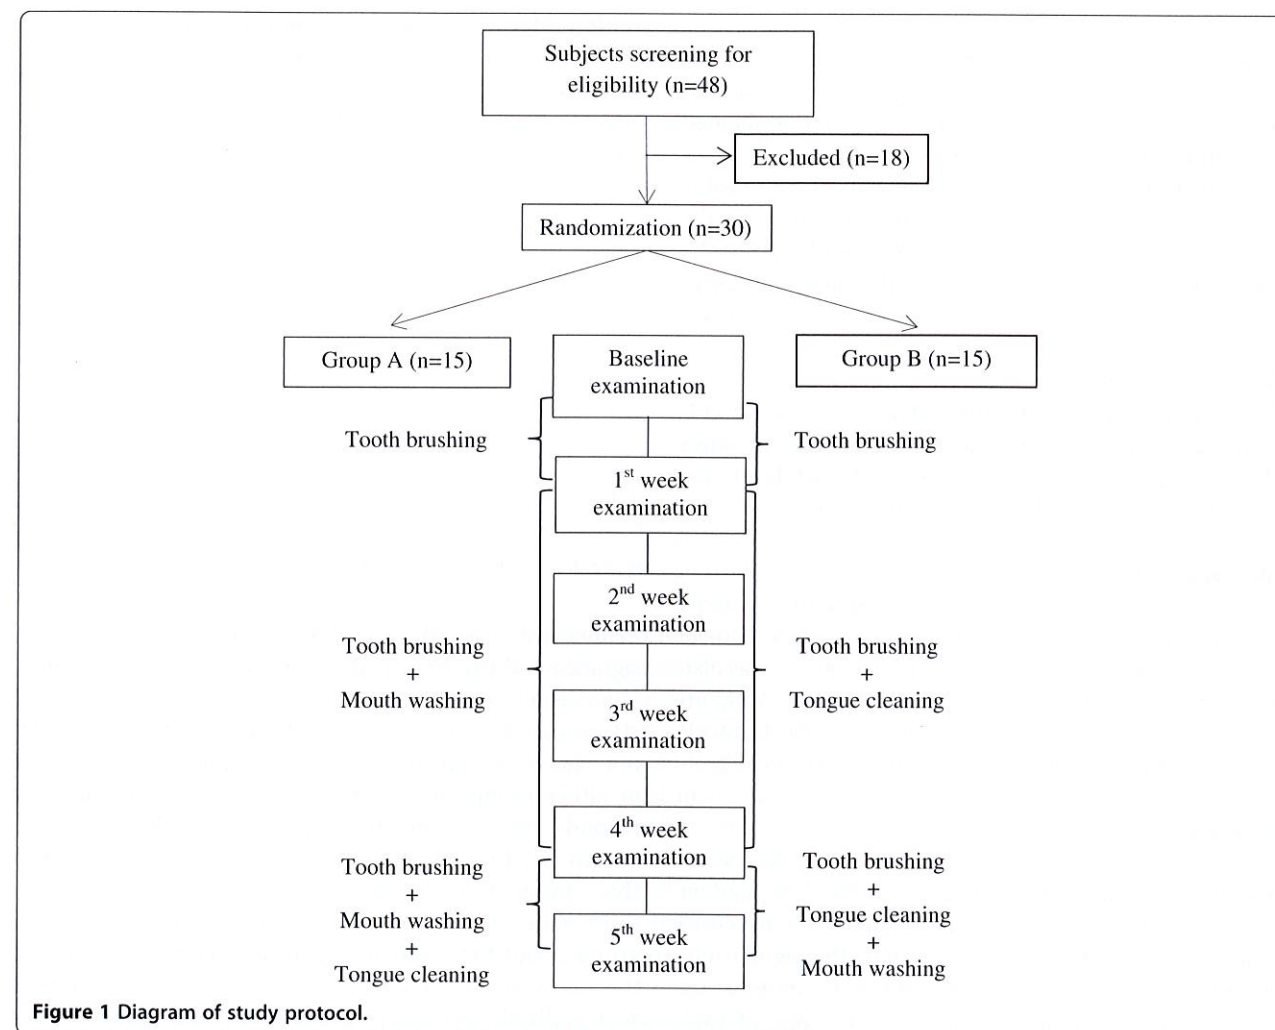 Subjects screening for
eligibility (n=48)
Excluded (n=18)
Randomization (n=30)
Group A (n=15)
Baseline
examination
Group B (n=15)
Tooth brushing
Tooth brushing
1st week
examination
2nd week
examination
Tooth brushing
+
Mouth washing
Tooth brushing
+
Tongue cleaning
3rd week
examination
4th week
examination
Tooth brushing
+
Mouth washing
+
Tongue cleaning
Tooth brushing
+
Tongue cleaning
+
Mouth washing
5th week
examination
Figure 1 Diagram of study protocol.